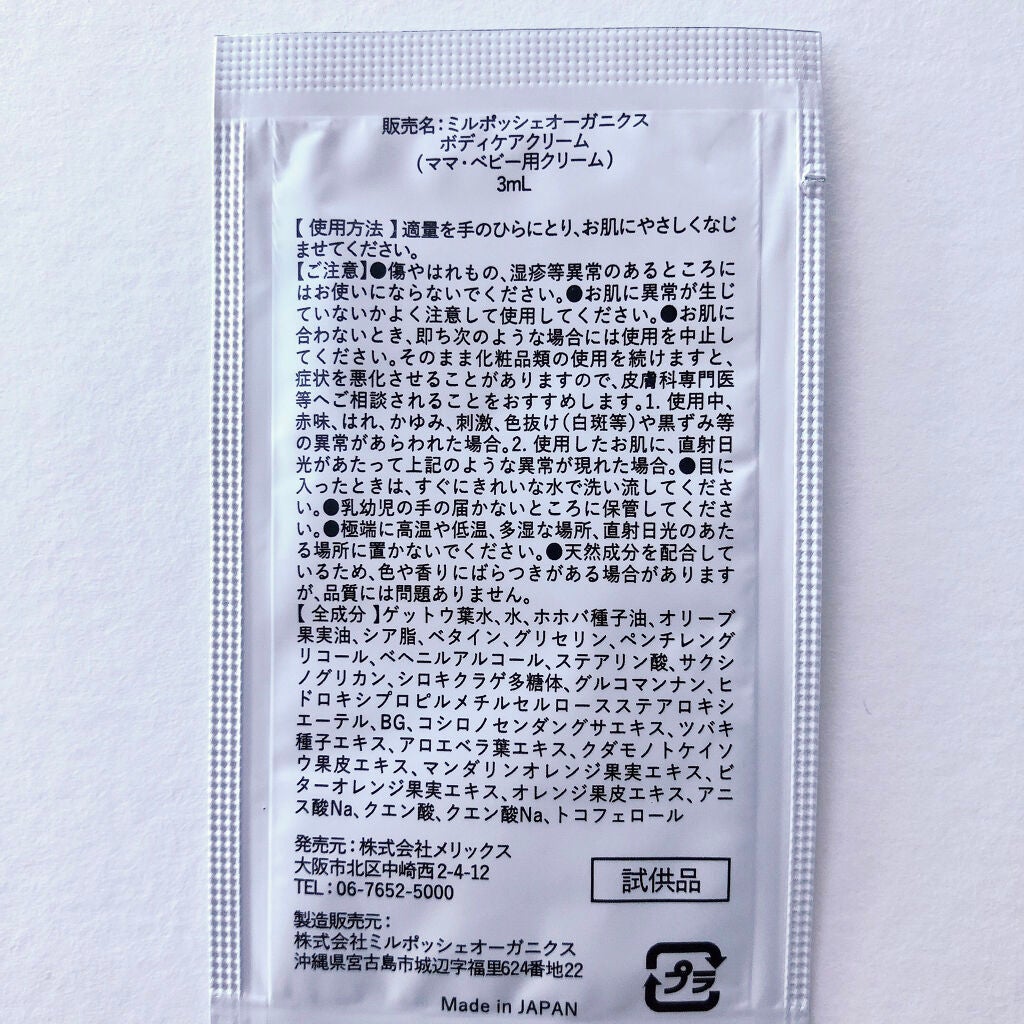 販売名：ミルポッシェオーガニクス
ボディケアクリーム
（ママ・ベビー用クリーム）
3mL
【 使用方法 】適量を手のひらにとり、お肌にやさしくなじ
ませてください。
【ご注意】●傷やはれもの、湿疹等異常のあるところに
はお使いにならないでください。●お肌に異常が生じ
ていないかよく注意して使用してください。●お肌に
合わないとき、即ち次のような場合には使用を中止し
てください。そのまま化粧品類の使用を続けますと、
症状を悪化させることがありますので、皮膚科専門医
等へご相談されることをおすすめします。1. 使用中、
赤味、はれ、かゆみ、刺激、色抜け（白斑等）や黒ずみ等
の異常があらわれた場合。2. 使用したお肌に、直射日
光があたって上記のような異常が現れた場合。●目に
入ったときは、すぐにきれいな水で洗い流してくださ
い。●乳幼児の手の届かないところに保管してくださ
い。●極端に高温や低温、多湿な場所、直射日光のあた
る場所に置かないでください。●天然成分を配合して
いるため、色や香りにばらつきがある場合があります
が、品質には問題ありません。
【 全成分 】ゲットウ葉水、水、ホホバ種子油、オリーブ
果実油、シア脂、ベタイン、グリセリン、ペンチレング
リコール、ベヘニルアルコール、ステアリン酸、サクシ
ノグリカン、シロキクラゲ多糖体、グルコマンナン、ヒ
ドロキシプロピルメチルセルロースステアロキシ
エーテル、BG、コシロノセンダングサエキス、ツバキ
種子エキス、アロエベラ葉エキス、クダモノトケイソ
ウ果皮エキス、マンダリンオレンジ果実エキス、ビ
ターオレンジ果実エキス、オレンジ果皮エキス、アニ
ス酸Na、クエン酸、クエン酸Na、トコフェロール
発売元：株式会社メリックス
大阪市北区中崎西2-4-12
TEL：06-7652-5000
試供品
製造販売元：
株式会社ミルポッシェオーガニクス
沖縄県宮古島市城辺字福里624番地22
プラ
Made in JAPAN